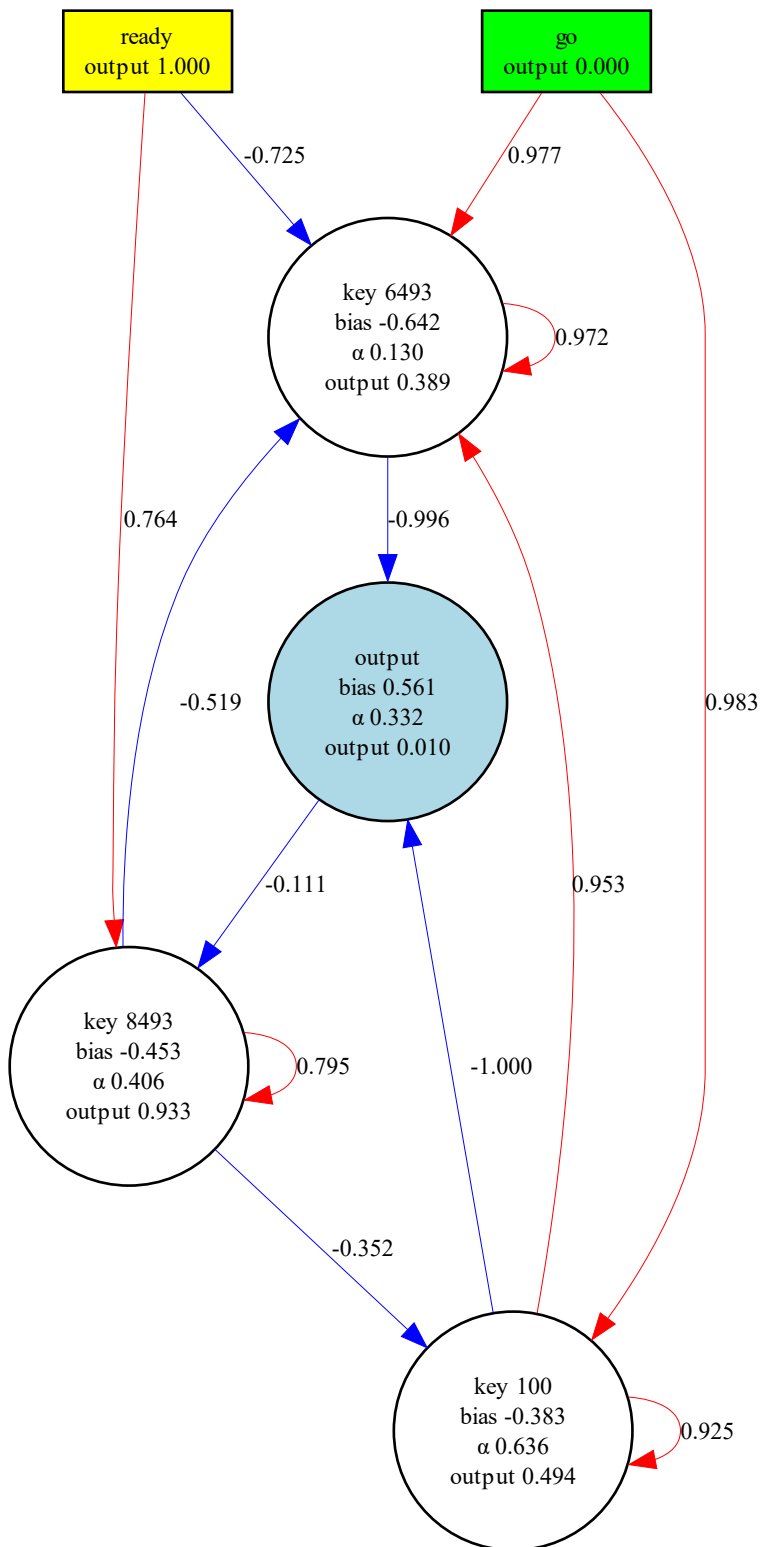 ready
output 1.000
go
output 0.000
-0.725
0.977
key 6493
bias -0.642
α 0.130
output 0.389
0.972
0.764
-0.996
-0.519
output
bias 0.561
α 0.332
output 0.010
0.983
-0.111
0.953
key 8493
bias -0.453
α 0.406
output 0.933
0.795
-1.000
-0.352
key 100
bias -0.383
α 0.636
output 0.494
0.925